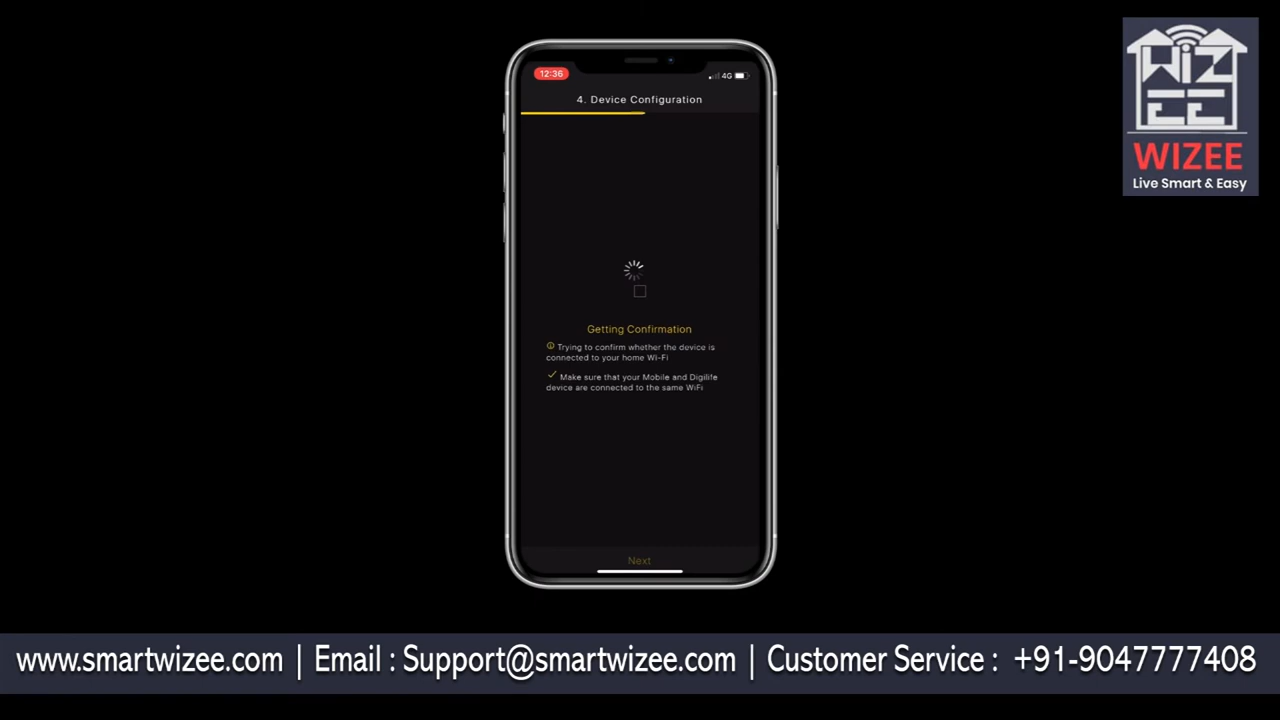 12:36
4G
4. Device Configuration
Getting Confirmation
Trying to confirm whether the device is
connected to your home Wi-Fi
Make sure that your Mobile and Digilife
device are connected to the same WiFi
Next
WiZ
EE
WIZEE
Live Smart & Easy
www.smartwizee.com | Email : Support@smartwizee.com | Customer Service : +91-9047777408